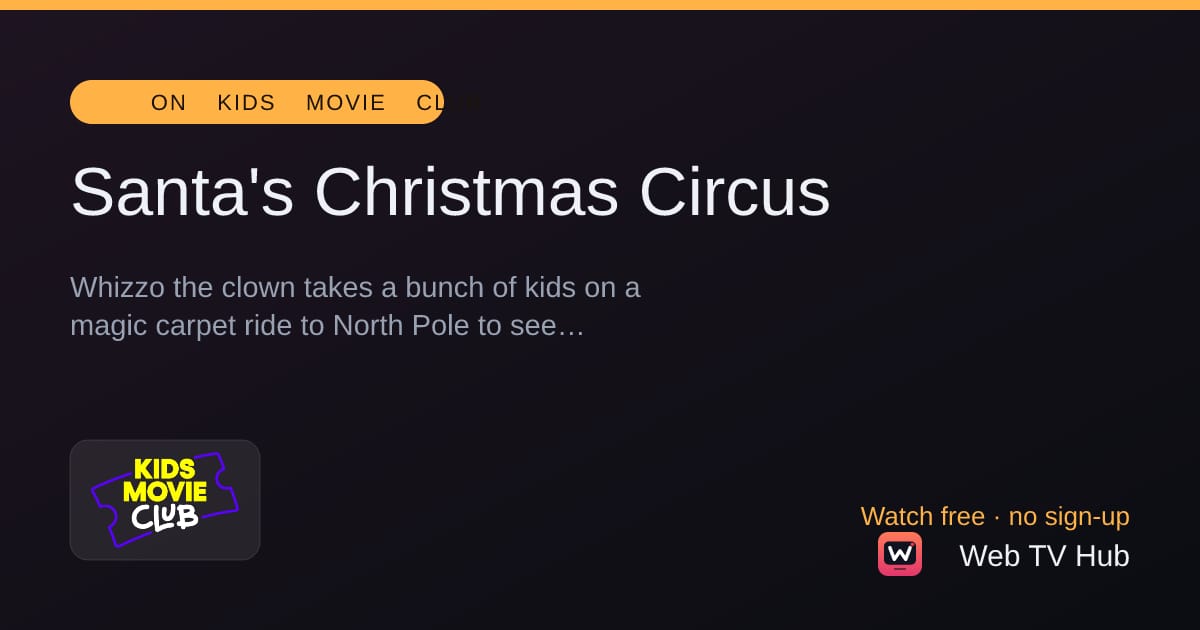 ON KIDS MOVIE CLUB
Santa's Christmas Circus
Whizzo the clown takes a bunch of kids on a
magic carpet ride to North Pole to see…
KIDS
MOVIE
CLUB
Watch free · no sign-up
W
Web TV Hub